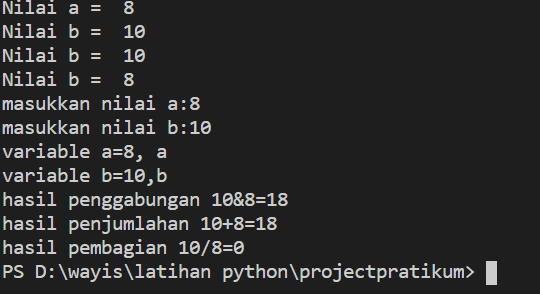 Nilai a =  8
Nilai b =  10
Nilai b =  10
Nilai b =  8
masukkan nilai a:8
masukkan nilai b:10
variable a=8, a
variable b=10,b
hasil penggabungan 10&8=18
hasil penjumlahan 10+8=18
hasil pembagian 10/8=0
PS D:\wayis\latihan python\projectpratikum>